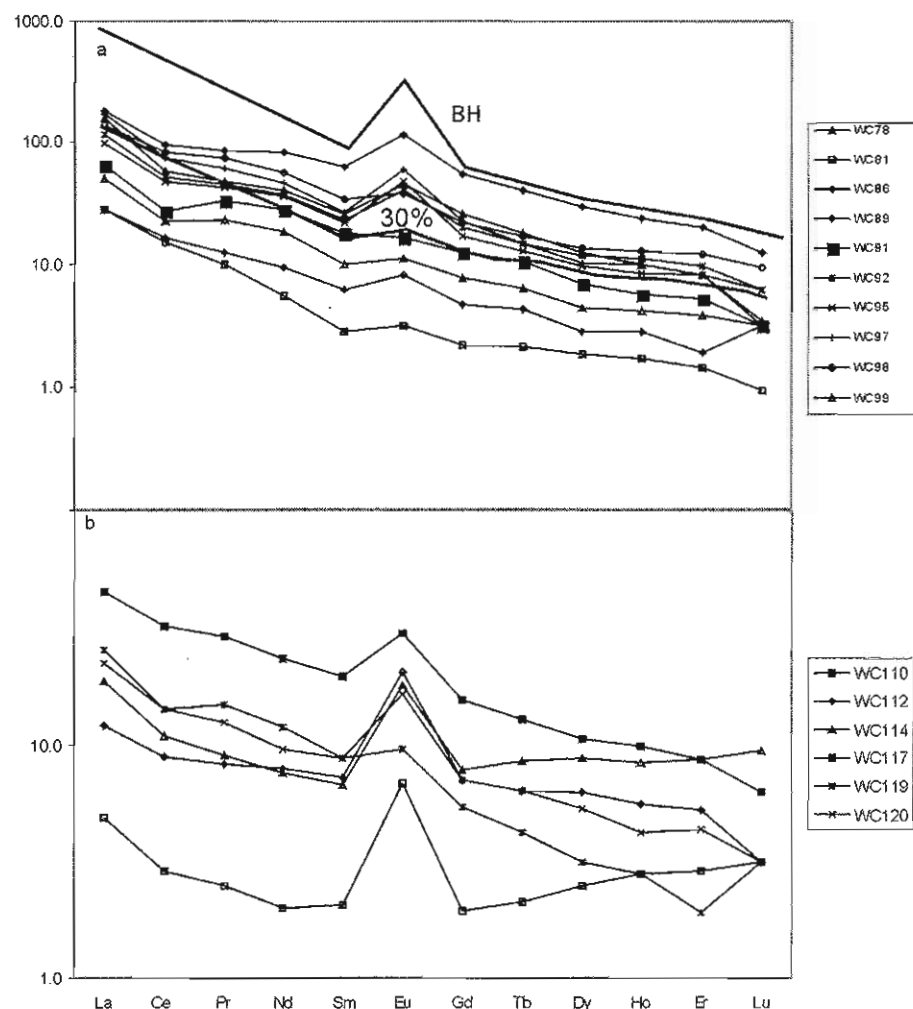 1000.0
a
BH
100.0
30%
10.0
1.0
WC78
WC81
WC86
WC89
WC91
WC92
WC95
WC97
WC98
WC99
b
10.0
1.0
WC110
WC112
WC114
WC117
WC119
WC120
La Ce Pr Nd Sm Eu Gd Tb Dy Ho Er Lu